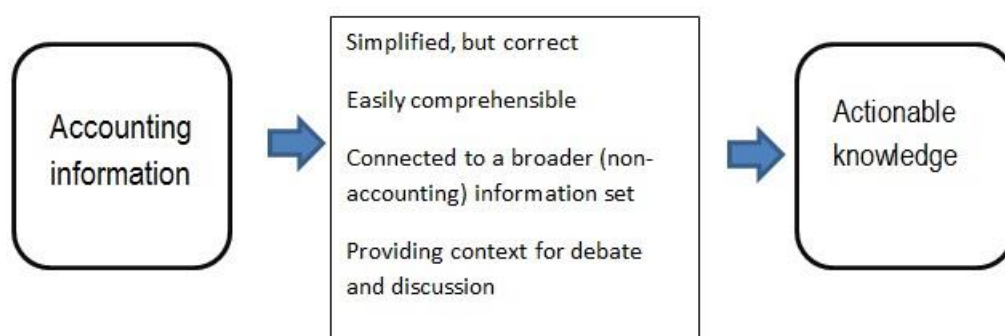 Accounting
information
Simplified, but correct
Easily comprehensible
Connected to a broader (non-
accounting) information set
Providing context for debate
and discussion
Actionable
knowledge